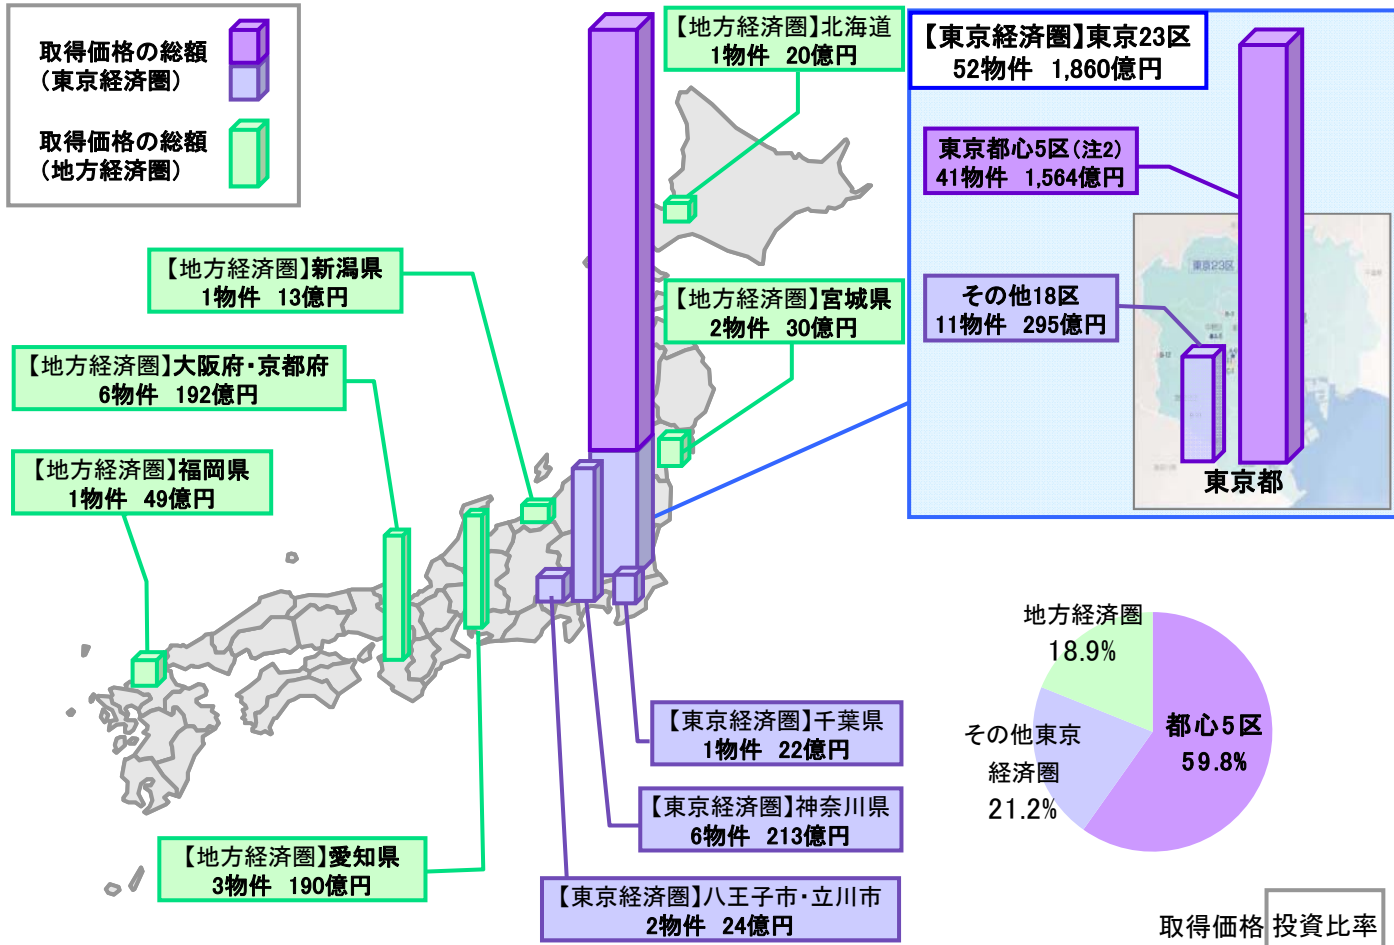 取得価格の総額
(東京経済圏)
取得価格の総額
(地方経済圏)
【地方経済圏】北海道
1物件 20億円
【東京経済圏】東京23区
52物件 1,860億円
東京都心5区(注2)
41物件 1,564億円
東京23区
その他18区
11物件 295億円
東京都
【地方経済圏】新潟県
1物件 13億円
【地方経済圏】宮城県
2物件 30億円
【地方経済圏】大阪府・京都府
6物件 192億円
【地方経済圏】福岡県
1物件 49億円
【東京経済圏】千葉県
1物件 22億円
【東京経済圏】神奈川県
6物件 213億円
【地方経済圏】愛知県
3物件 190億円
【東京経済圏】八王子市・立川市
2物件 24億円
地方経済圏
18.9%
都心5区
59.8%
その他東京
経済圏
21.2%
取得価格 投資比率